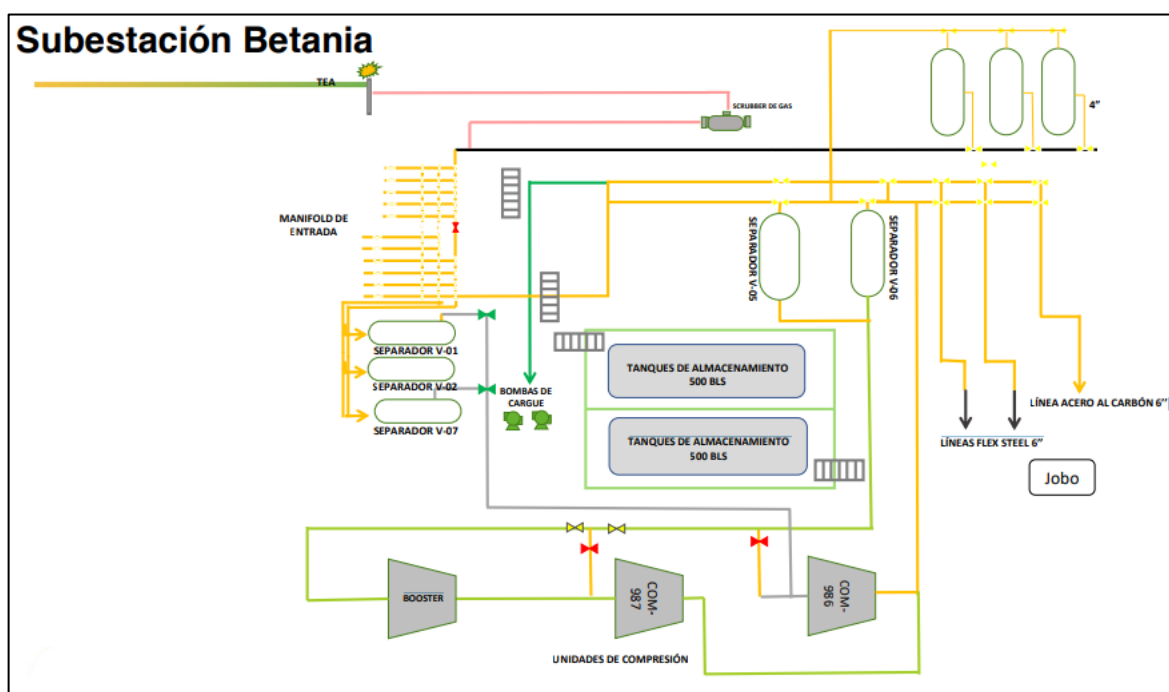 Subestación Betania
TEA
SCRUBBER DE GAS
4"
MANIFOLD DE
ENTRADA
SEPARADOR V-05
SEPARADOR V-06
SEPARADOR V-01
SEPARADOR V-02
SEPARADOR V-07
BOMBAS DE
CARGUE
TANQUES DE ALMACENAMIENTO
500 BLS
TANQUES DE ALMACENAMIENTO
500 BLS
LÍNEA ACERO AL CARBÓN 6"
LÍNEAS FLEX STEEL 6"
Jobo
BOOSTER
COM-
987
COM-
986
UNIDADES DE COMPRESIÓN